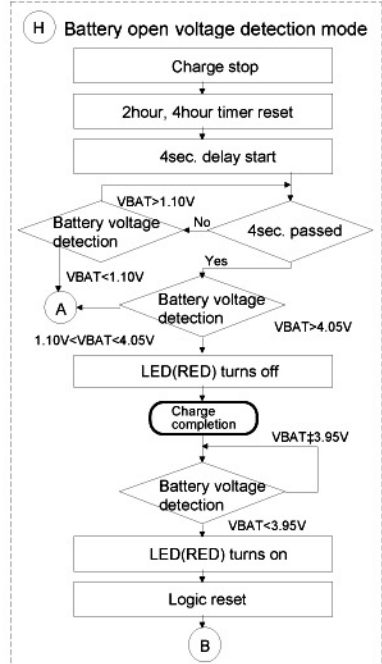 H Battery open voltage detection mode
Charge stop
2hour, 4hour timer reset
4sec. delay start
VBAT>1.10V
Battery voltage
detection
No
4sec. passed
VBAT<1.10V
Yes
A
Battery voltage
detection
VBAT>4.05V
1.10V<VBAT<4.05V
LED(RED) turns off
Charge
completion
VBAT‡3.95V
Battery voltage
detection
VBAT<3.95V
LED(RED) turns on
Logic reset
B